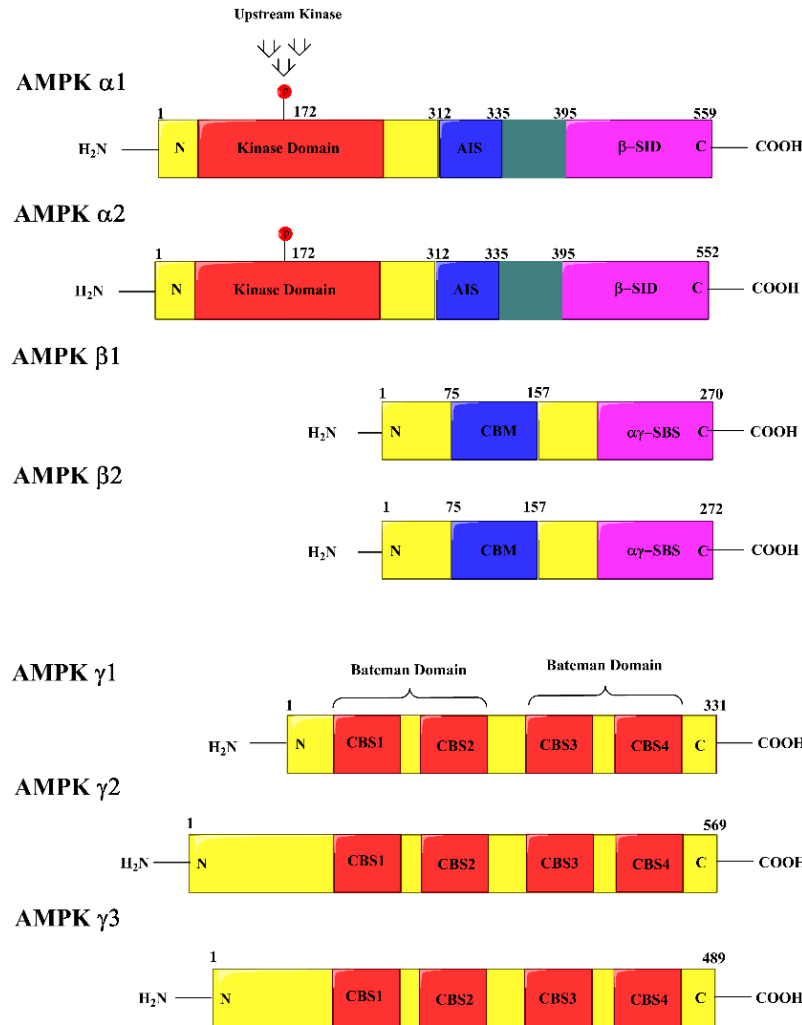 Upstream Kinase
AMPK α1
P
1 172 312 335 395 559
H₂N N Kinase Domain AIS β-SID C COOH
AMPK α2
P
1 172 312 335 395 552
H₂N N Kinase Domain AIS β-SID C COOH
AMPK β1
1 75 157 270
H₂N N CBM αγ-SBS C COOH
AMPK β2
1 75 157 272
H₂N N CBM αγ-SBS C COOH
AMPK γ1
Bateman Domain Bateman Domain
1 331
H₂N N CBS1 CBS2 CBS3 CBS4 C COOH
AMPK γ2
1 569
H₂N N CBS1 CBS2 CBS3 CBS4 C COOH
AMPK γ3
1 489
H₂N N CBS1 CBS2 CBS3 CBS4 C COOH